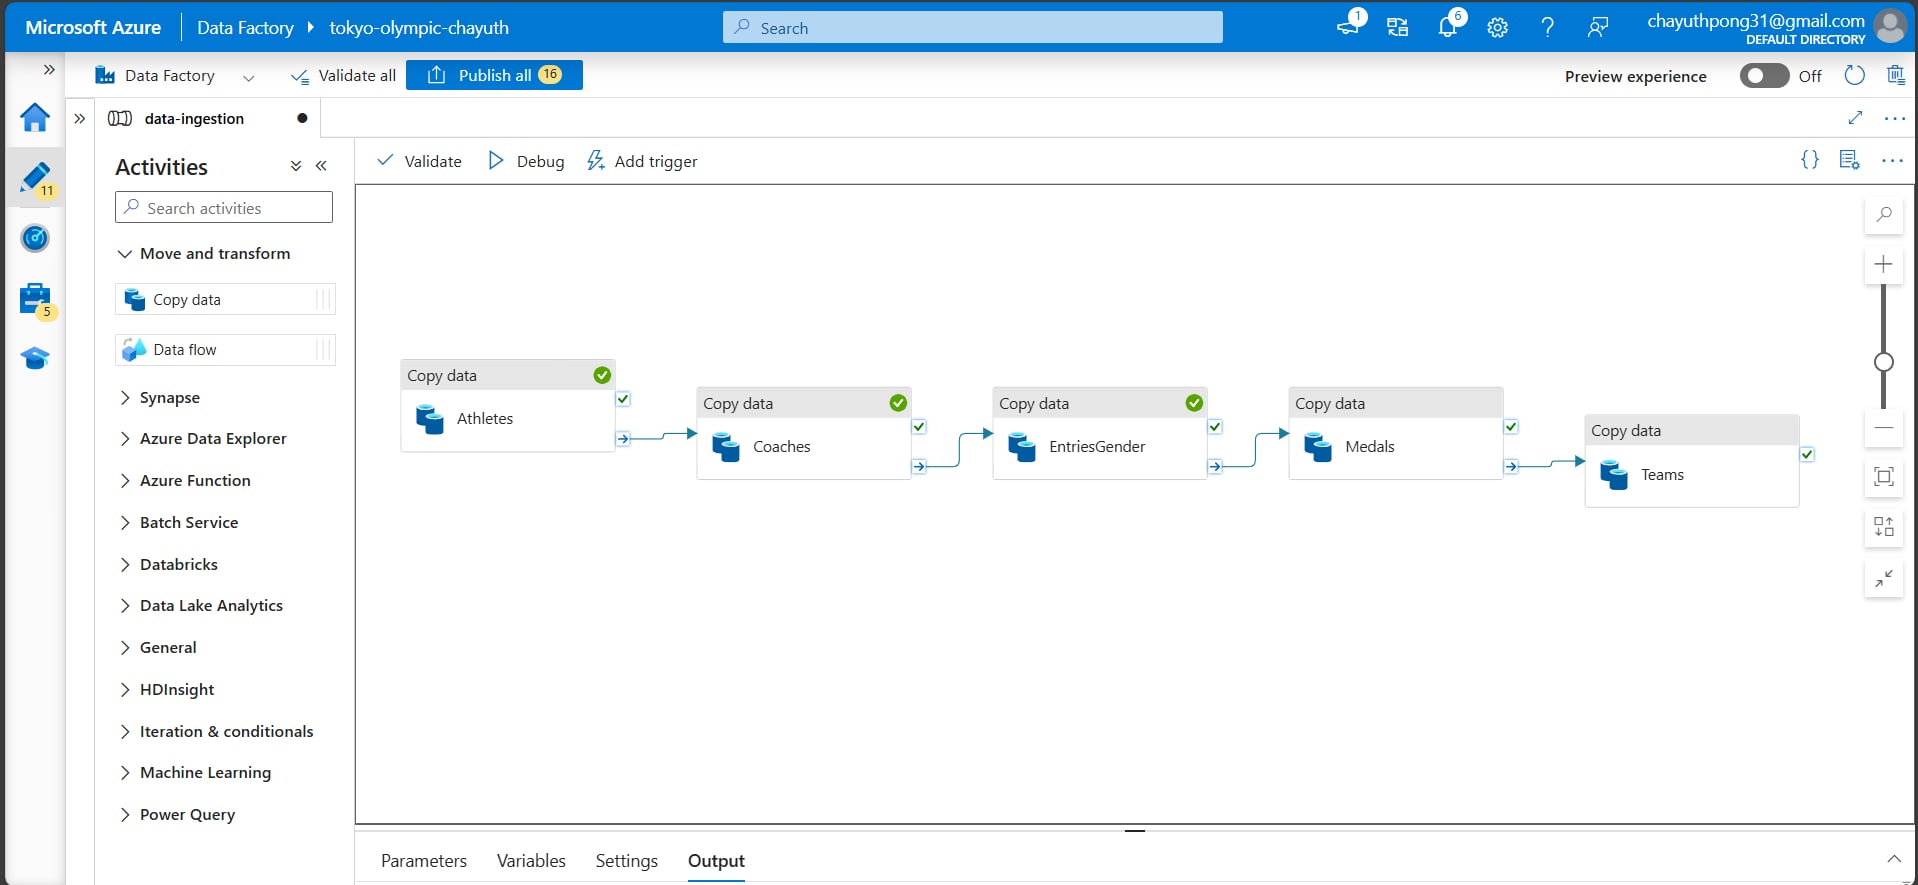 Microsoft Azure
Data Factory
tokyo-olympic-chayuth
Search
1
6
chayuthpong31@gmail.com
DEFAULT DIRECTORY
Data Factory
Validate all
Publish all
16
Preview experience
Off
data-ingestion
11
5
Activities
Search activities
Move and transform
Copy data
Data flow
Synapse
Azure Data Explorer
Azure Function
Batch Service
Databricks
Data Lake Analytics
General
HDInsight
Iteration & conditionals
Machine Learning
Power Query
Validate
Debug
Add trigger
{}
Copy data
Athletes
Copy data
Coaches
Copy data
EntriesGender
Copy data
Medals
Copy data
Teams
Parameters
Variables
Settings
Output